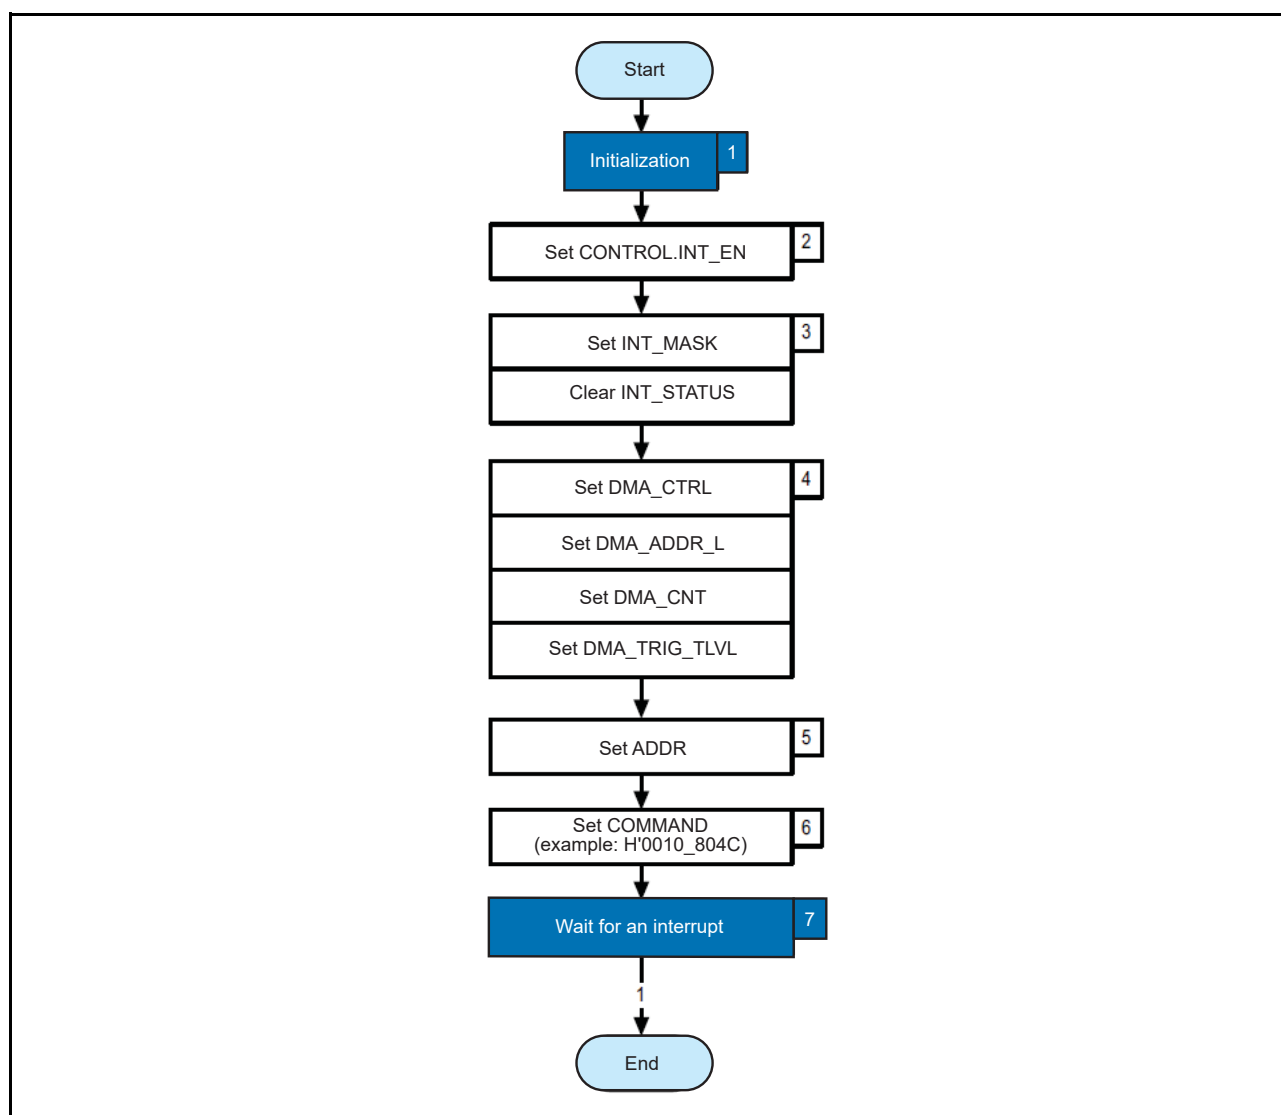 Start
Initialization 1
Set CONTROL.INT_EN 2
Set INT_MASK 3
Clear INT_STATUS
Set DMA_CTRL 4
Set DMA_ADDR_L
Set DMA_CNT
Set DMA_TRIG_TLVL
Set ADDR 5
Set COMMAND 6
(example: H'0010_804C)
Wait for an interrupt 7
1
End